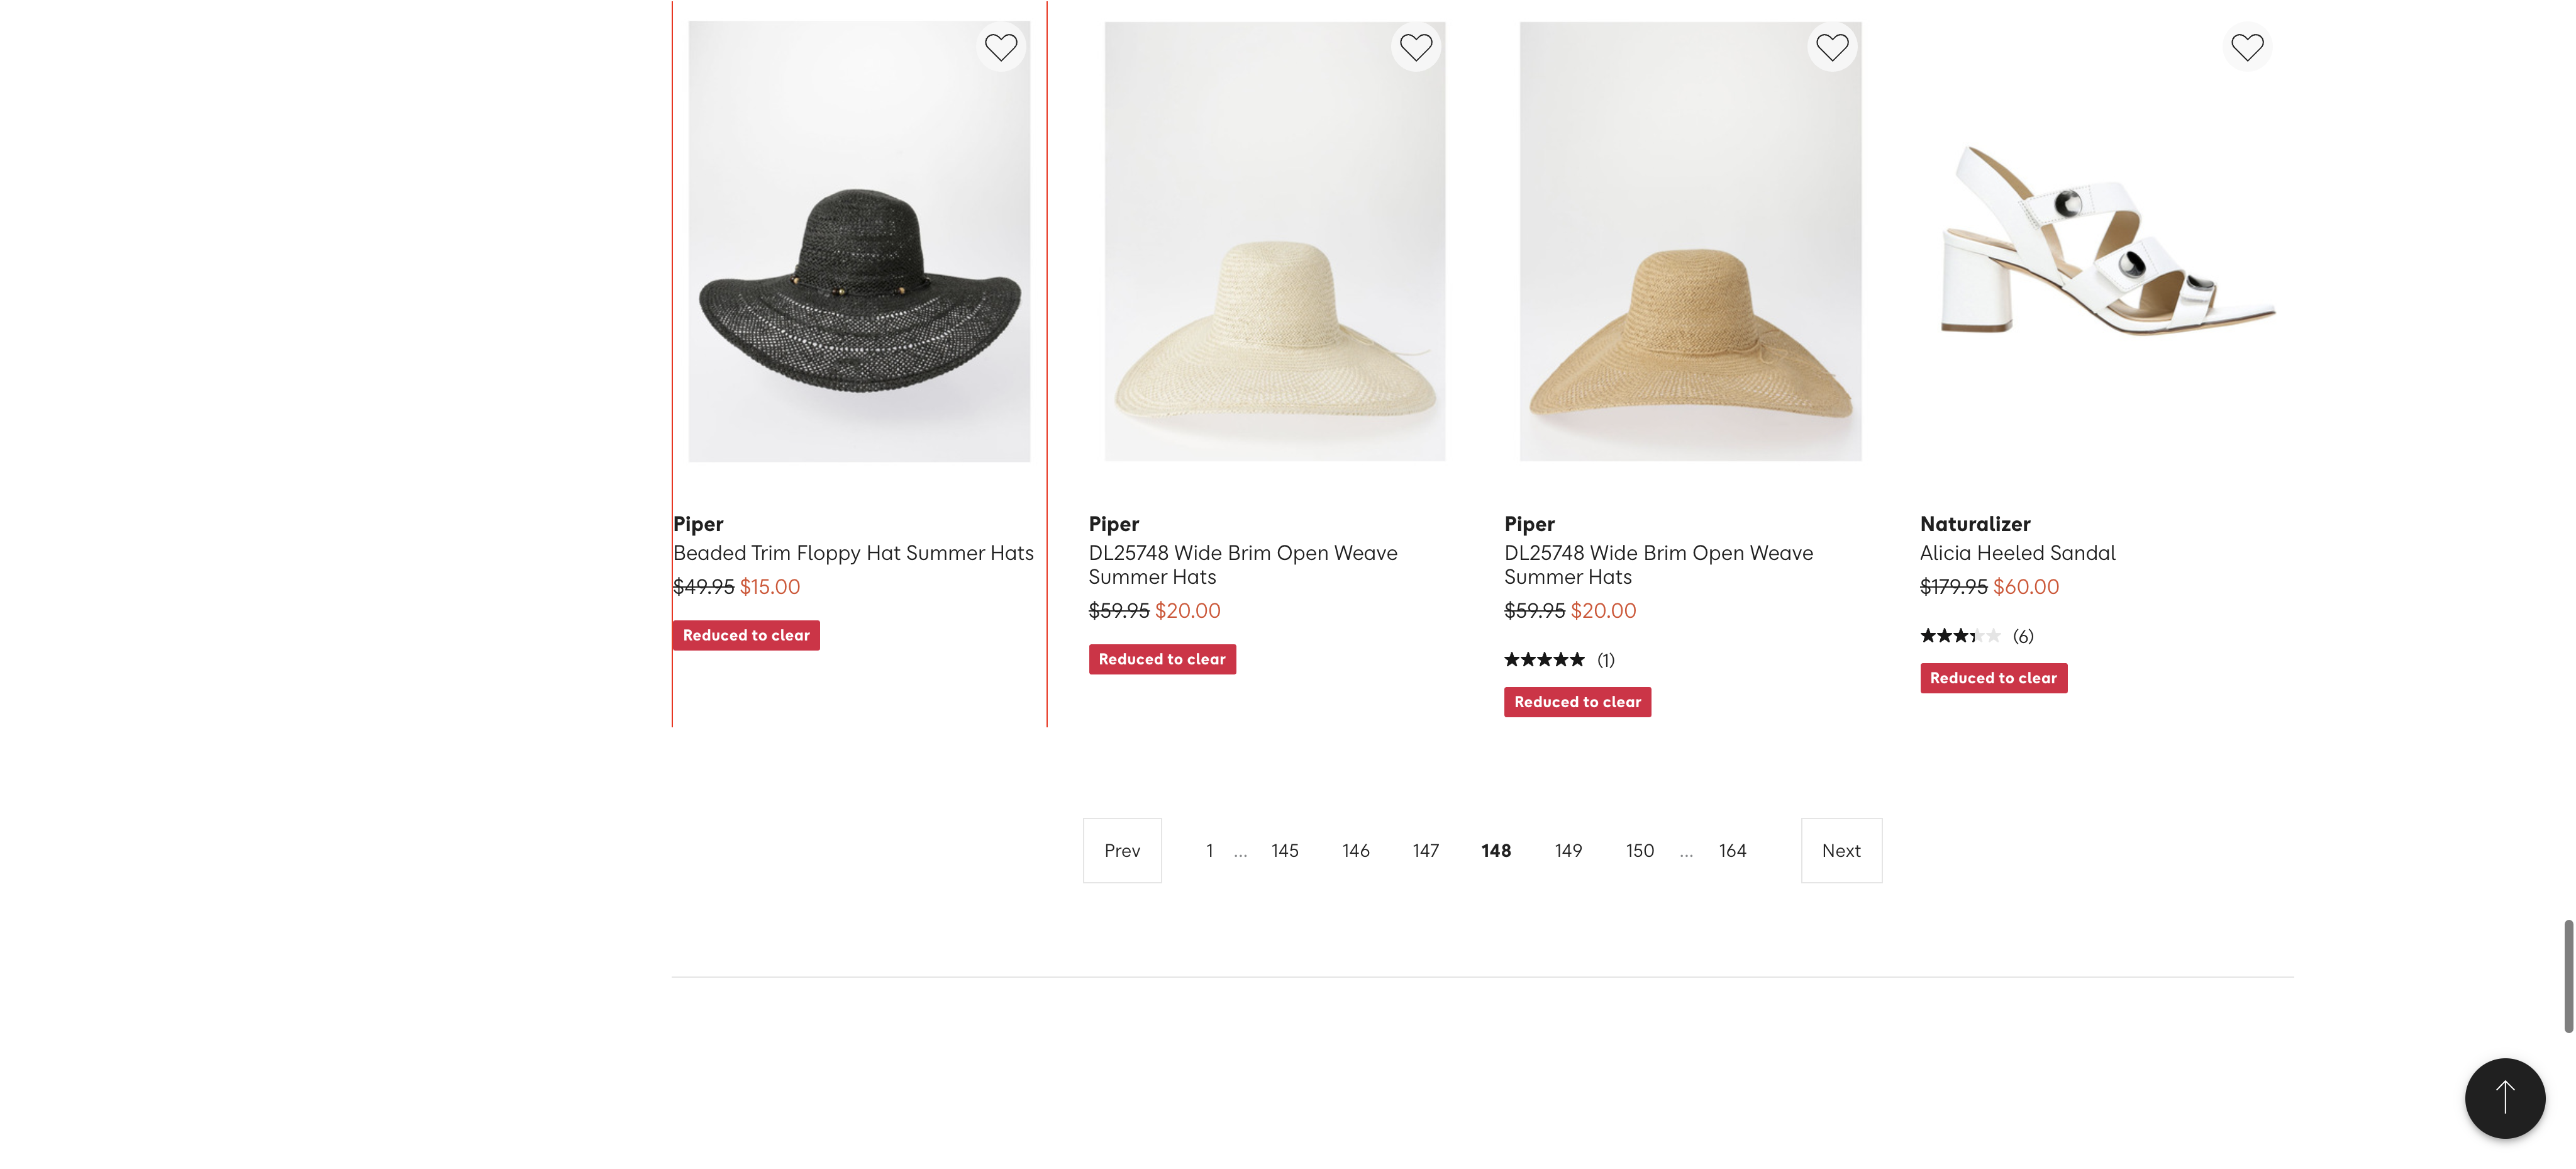 Piper
Beaded Trim Floppy Hat Summer Hats
$49.95 $15.00
Reduced to clear
Piper
DL25748 Wide Brim Open Weave
Summer Hats
$59.95 $20.00
Reduced to clear
Piper
DL25748 Wide Brim Open Weave
Summer Hats
$59.95 $20.00
★★★★★ (1)
Reduced to clear
Naturalizer
Alicia Heeled Sandal
$179.95 $60.00
★★★★★ (6)
Reduced to clear
Prev 1 ... 145 146 147 148 149 150 ... 164 Next